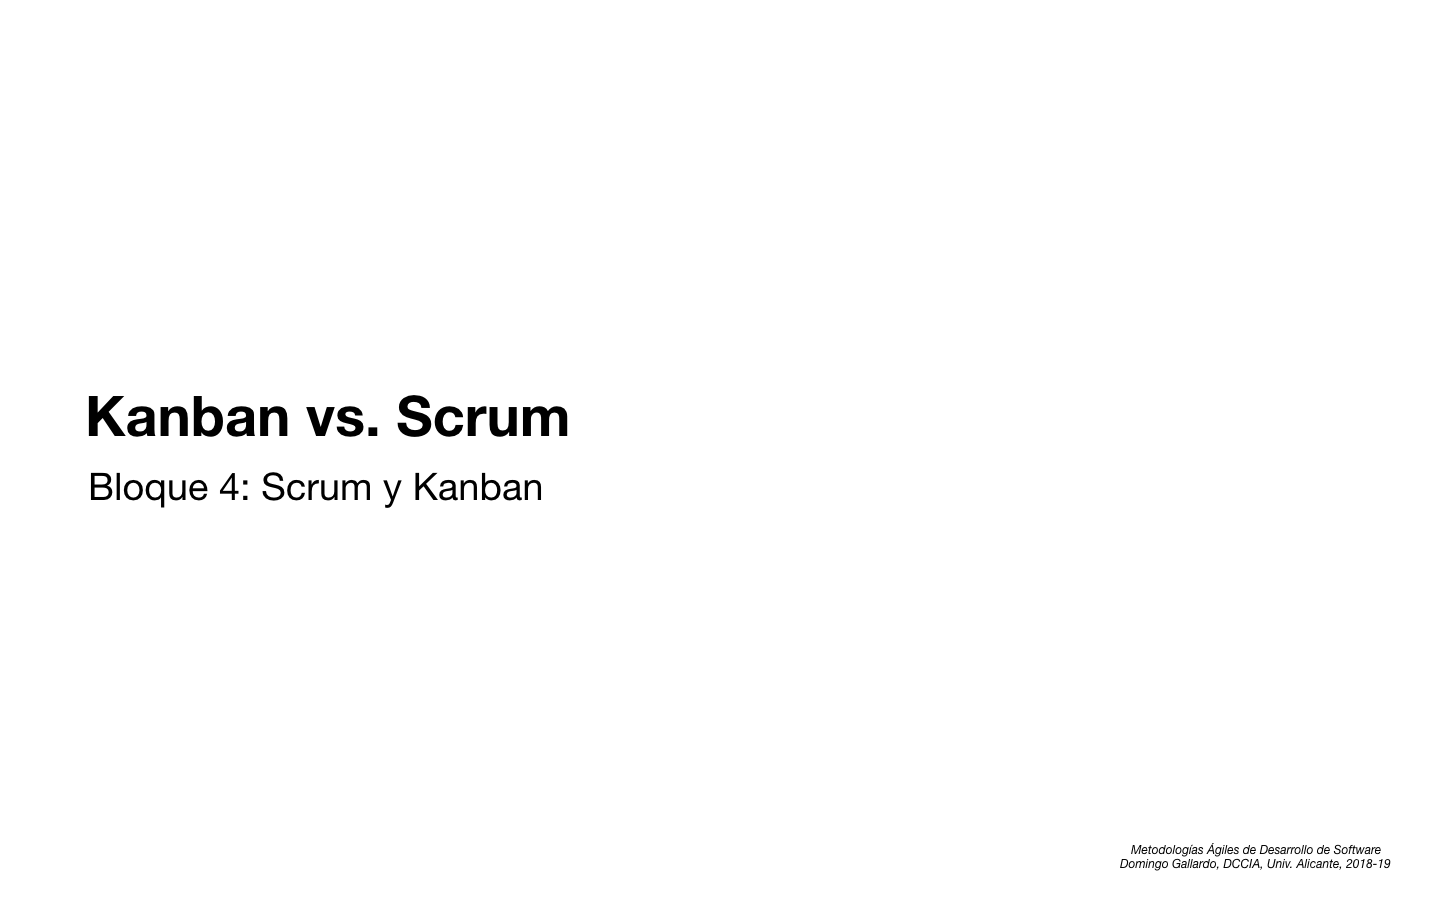 Kanban vs. Scrum
Bloque 4: Scrum y Kanban
Metodologías Ágiles de Desarrollo de Software
Domingo Gallardo, DCCIA, Univ. Alicante, 2018-19